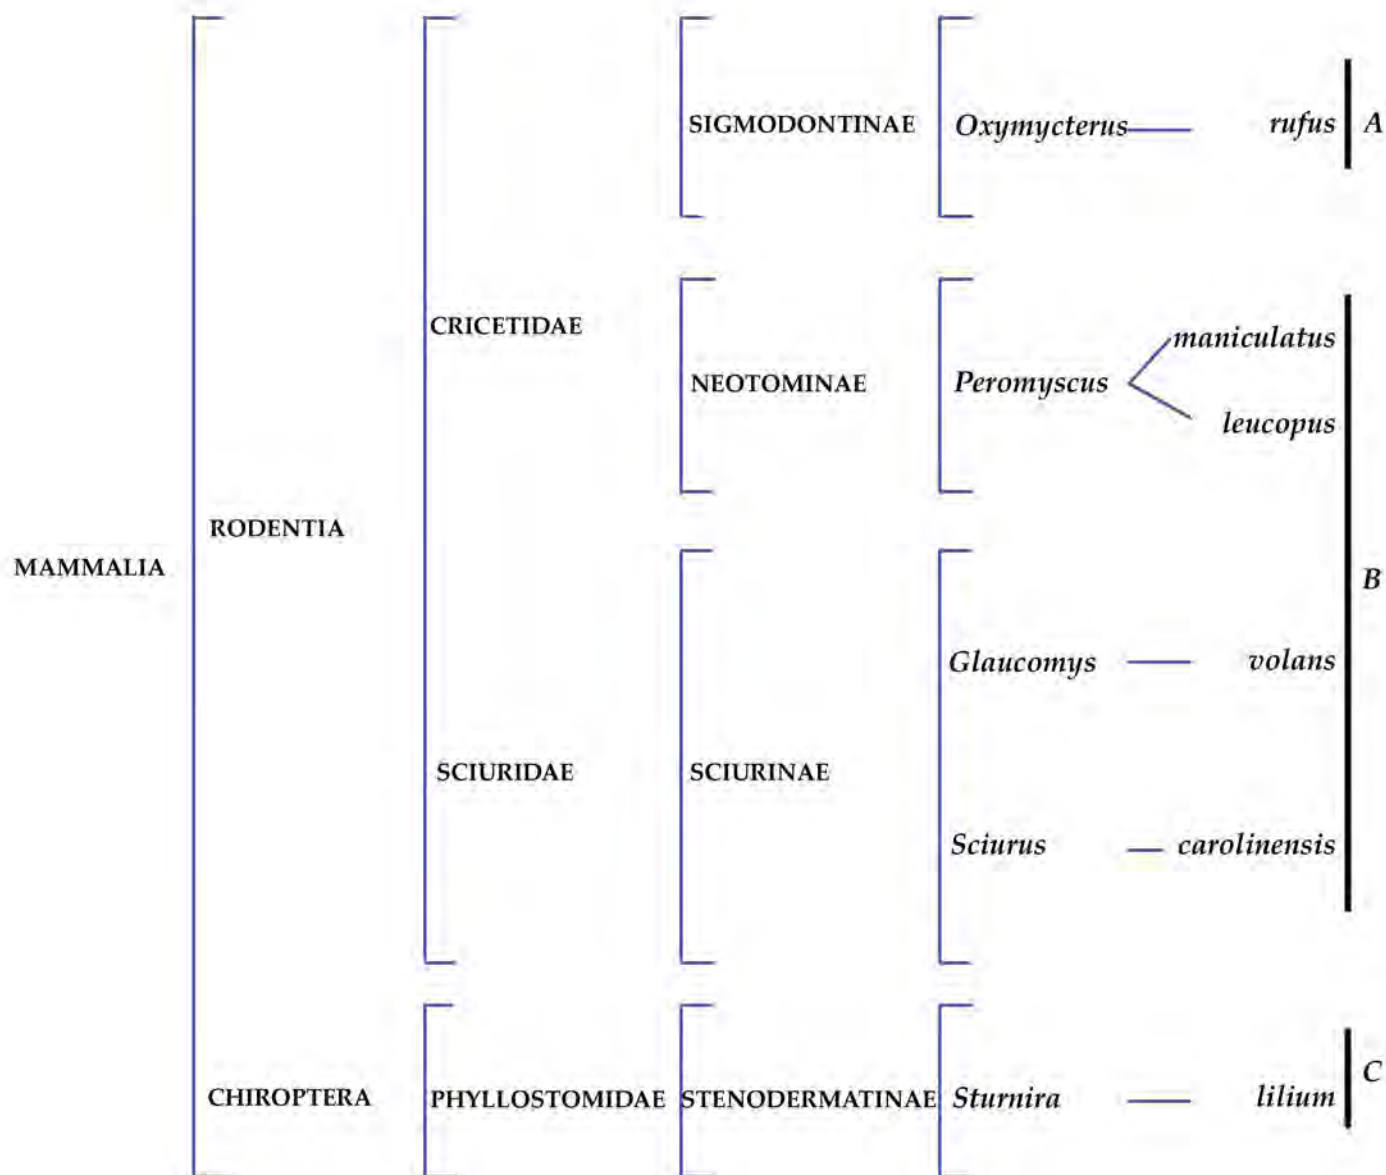 SIGMODONTINAE Oxymycterus rufus A
CRICETIDAE
maniculatus
NEOTOMINAE Peromyscus
leucopus
RODENTIA
MAMMALIA
B
Glaucomys volans
SCIURIDAE SCIURINAE
Sciurus carolinensis
C
CHIROPTERA PHYLLOSTOMIDAE STENODERMATINAE Sturnira lilium